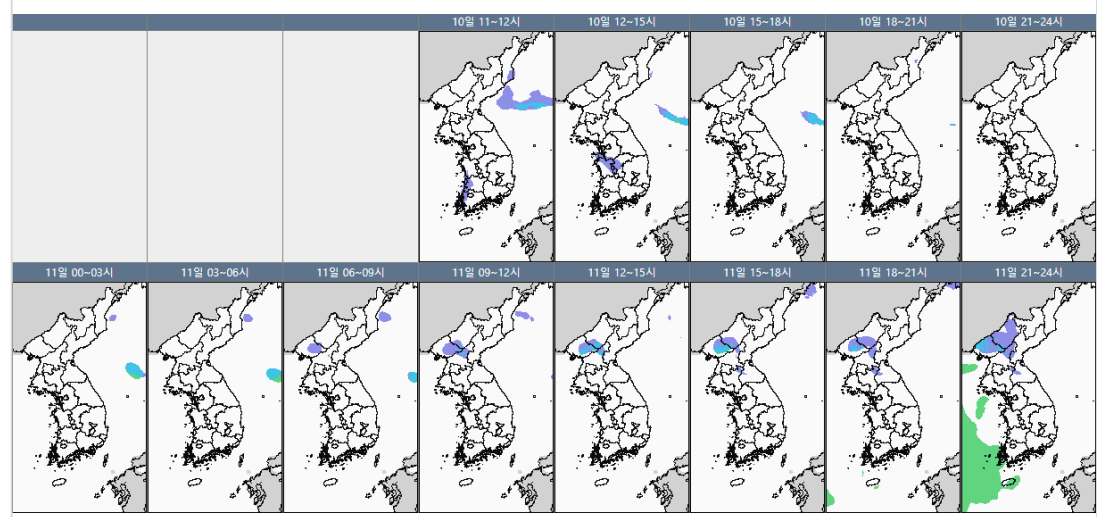 10일 11~12시
10일 12~15시
10일 15~18시
10일 18~21시
10일 21~24시
11일 00~03시
11일 03~06시
11일 06~09시
11일 09~12시
11일 12~15시
11일 15~18시
11일 18~21시
11일 21~24시